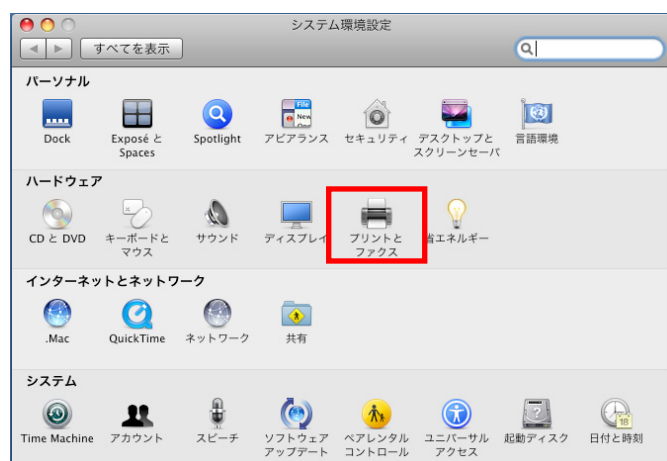 システム環境設定
すべてを表示
パーソナル
Dock
Exposé と
Spaces
Spotlight
アピアランス
セキュリティ
デスクトップと
スクリーンセーバ
言語環境
ハードウェア
CD と DVD
キーボードと
マウス
サウンド
ディスプレイ
プリントと
ファクス
省エネルギー
インターネットとネットワーク
.Mac
QuickTime
ネットワーク
共有
システム
Time Machine
アカウント
スピーチ
ソフトウェア
アップデート
ペアレンタル
コントロール
ユニバーサル
アクセス
起動ディスク
日付と時刻